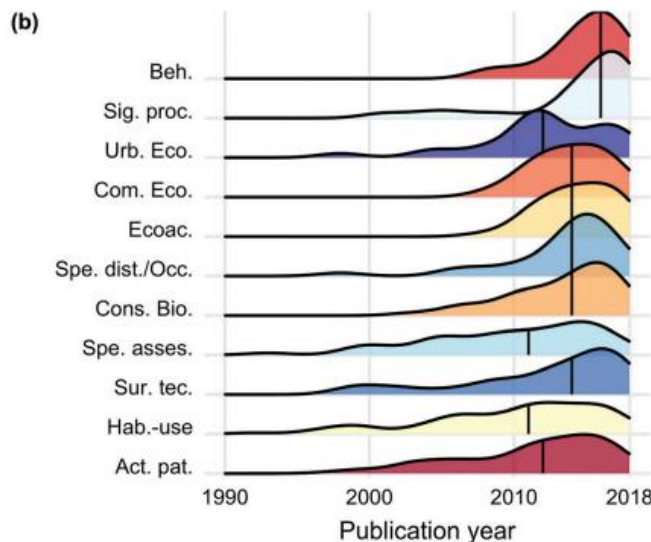 (b)
Beh.
Sig. proc.
Urb. Eco.
Com. Eco.
Ecoac.
Spe. dist./Occ.
Cons. Bio.
Spe. asses.
Sur. tec.
Hab.-use
Act. pat.
1990 2000 2010 2018
Publication year